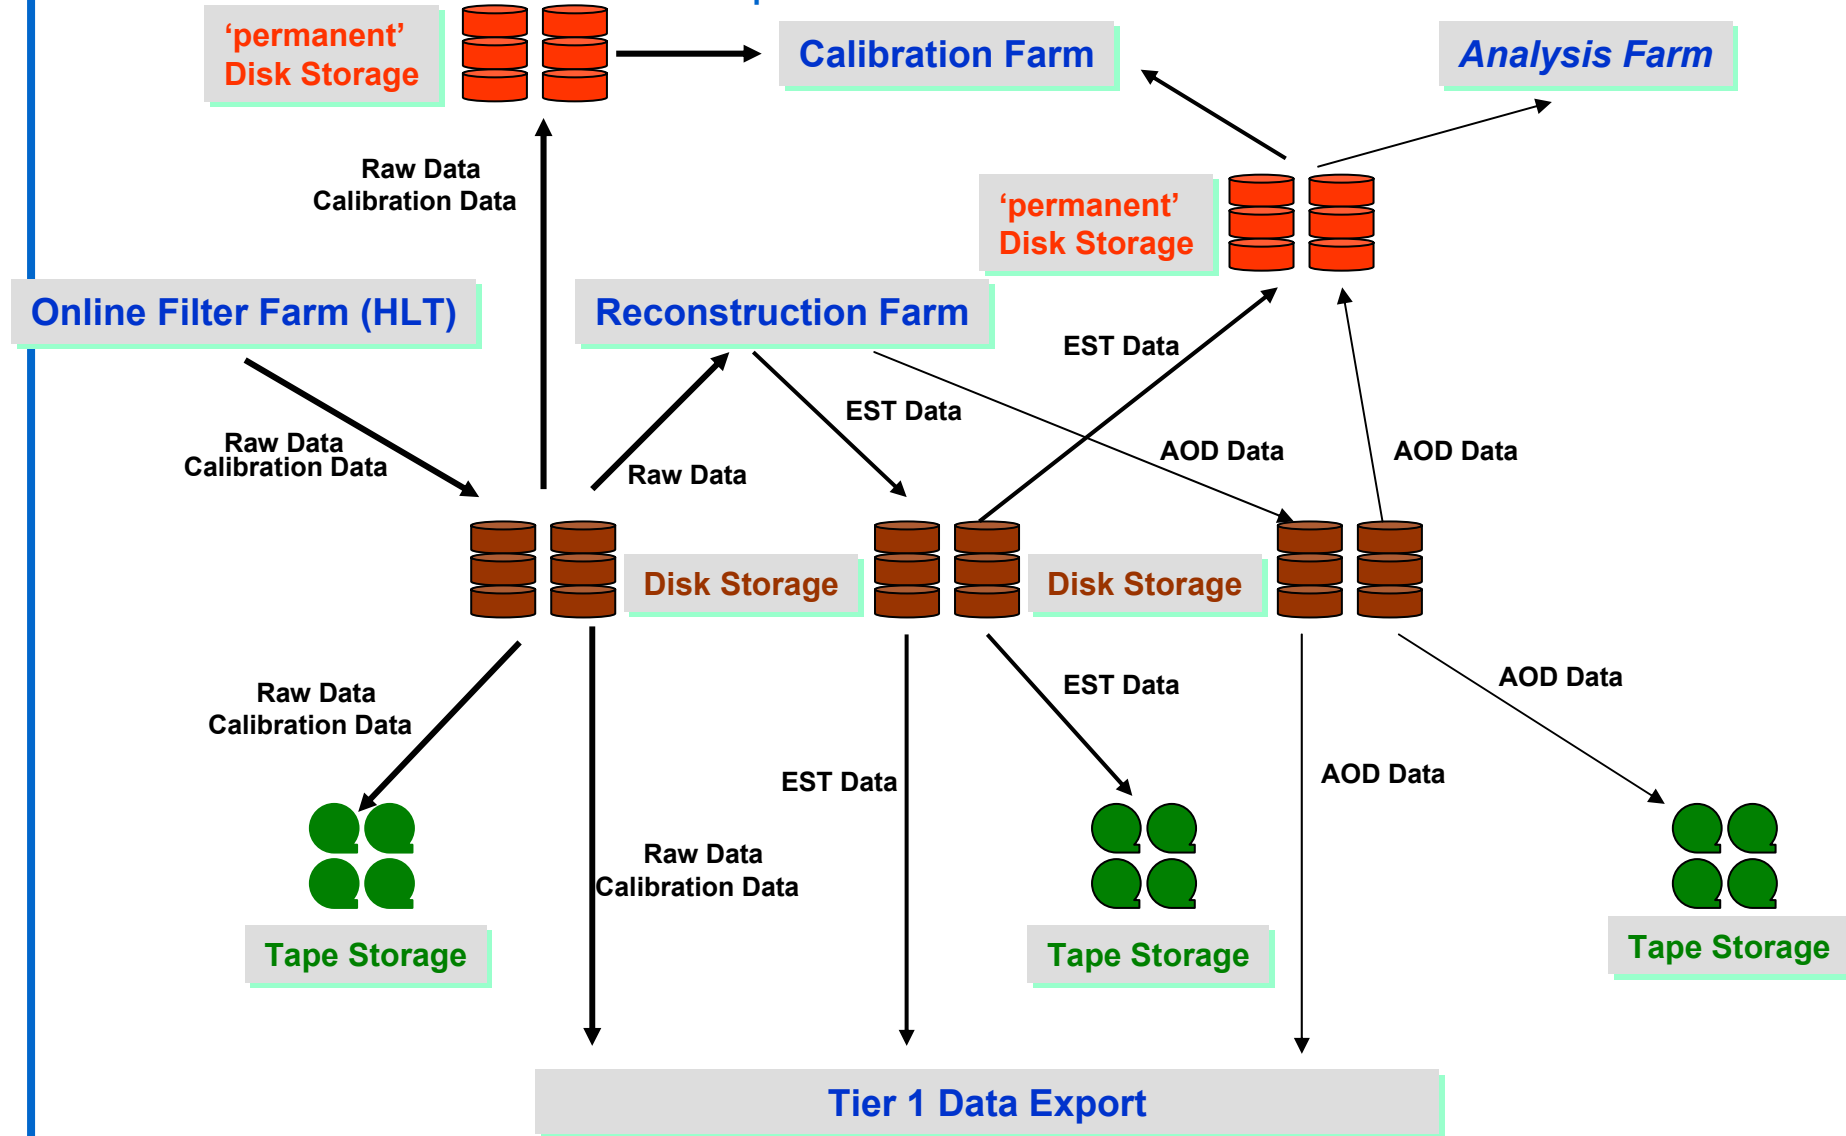 ‘permanent’
Disk Storage
Calibration Farm
Analysis Farm
Raw Data
Calibration Data
‘permanent’
Disk Storage
Online Filter Farm (HLT)
Reconstruction Farm
EST Data
EST Data
Raw Data
Calibration Data
Raw Data
AOD Data
AOD Data
Disk Storage
Disk Storage
Raw Data
Calibration Data
EST Data
AOD Data
EST Data
AOD Data
Raw Data
Calibration Data
Tape Storage
Tape Storage
Tape Storage
Tier 1 Data Export